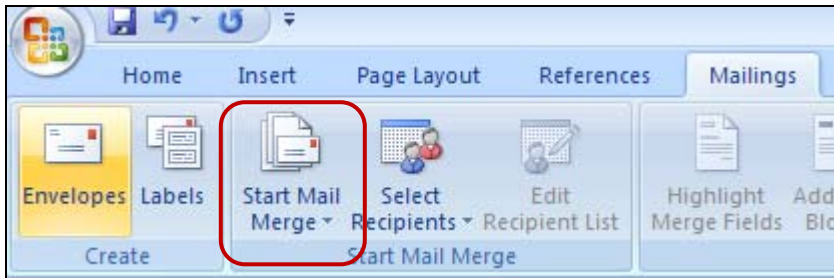 Home Insert Page Layout References Mailings
Envelopes Labels Start Mail Merge Select Recipients Edit Recipient List Highlight Merge Fields
Create Start Mail Merge